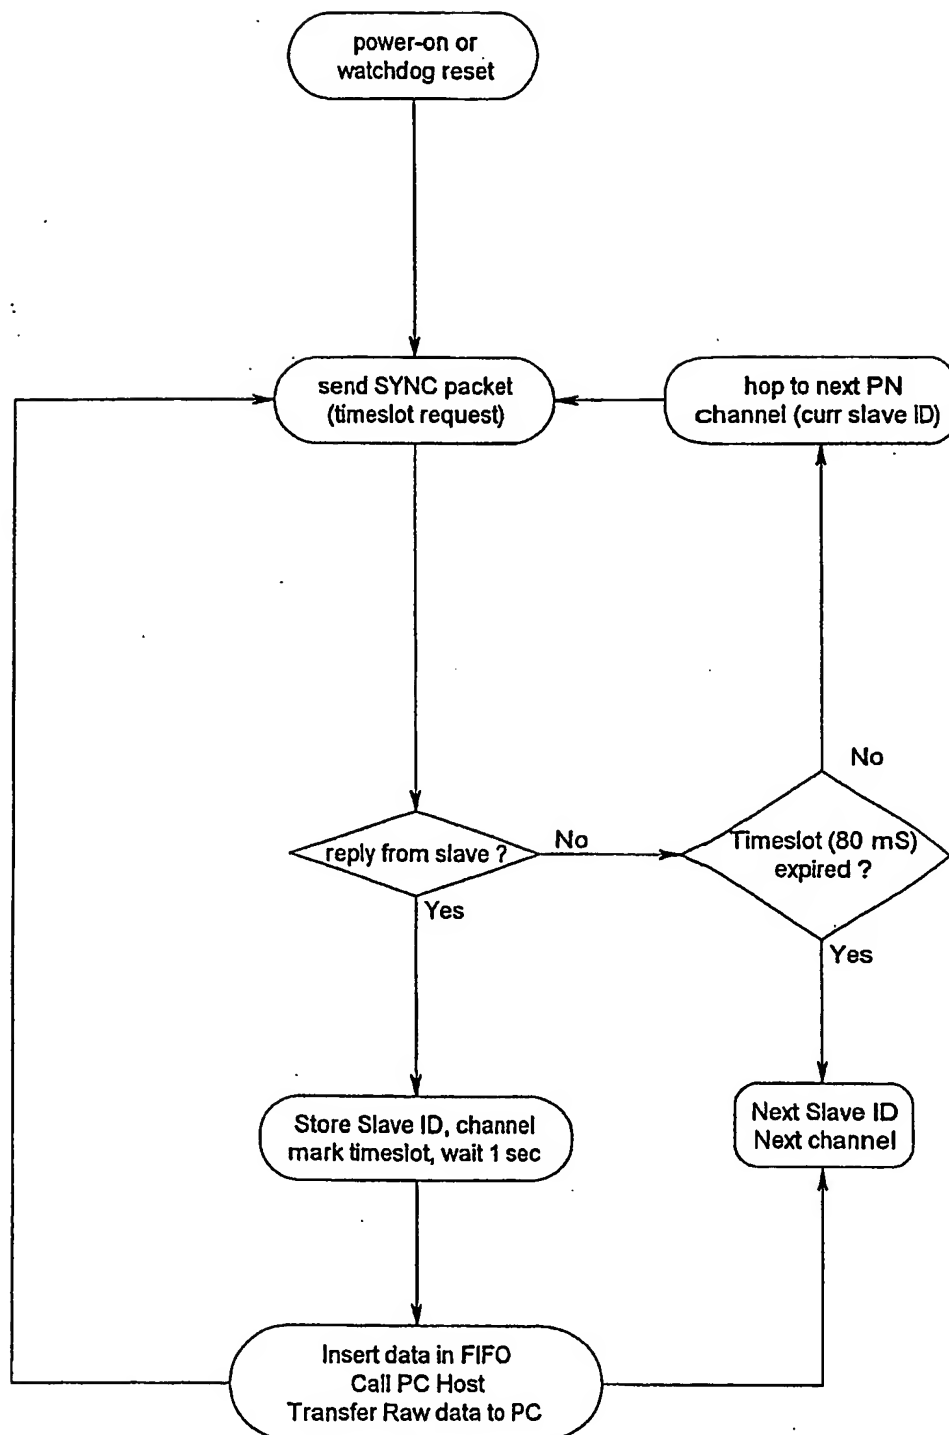 power-on or
watchdog reset
send SYNC packet
(timeslot request)
hop to next PN
channel (curr slave ID)
No
reply from slave ?
No
Timeslot (80 mS)
expired ?
Yes
Yes
Store Slave ID, channel
mark timeslot, wait 1 sec
Next Slave ID
Next channel
Insert data in FIFO
Call PC Host
Transfer Raw data to PC